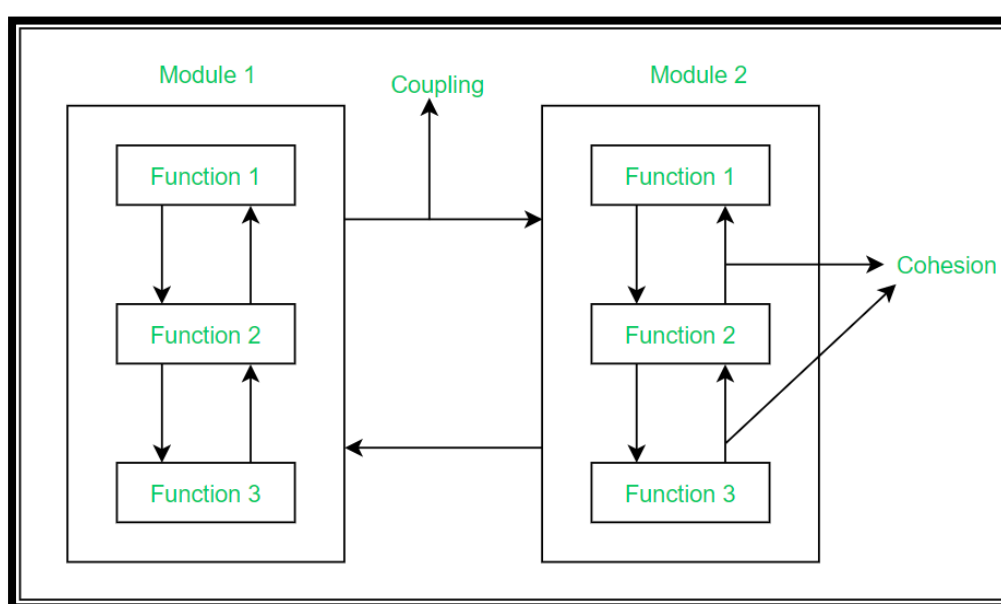 Module 1
Coupling
Module 2
Function 1
Function 1
Cohesion
Function 2
Function 2
Function 3
Function 3